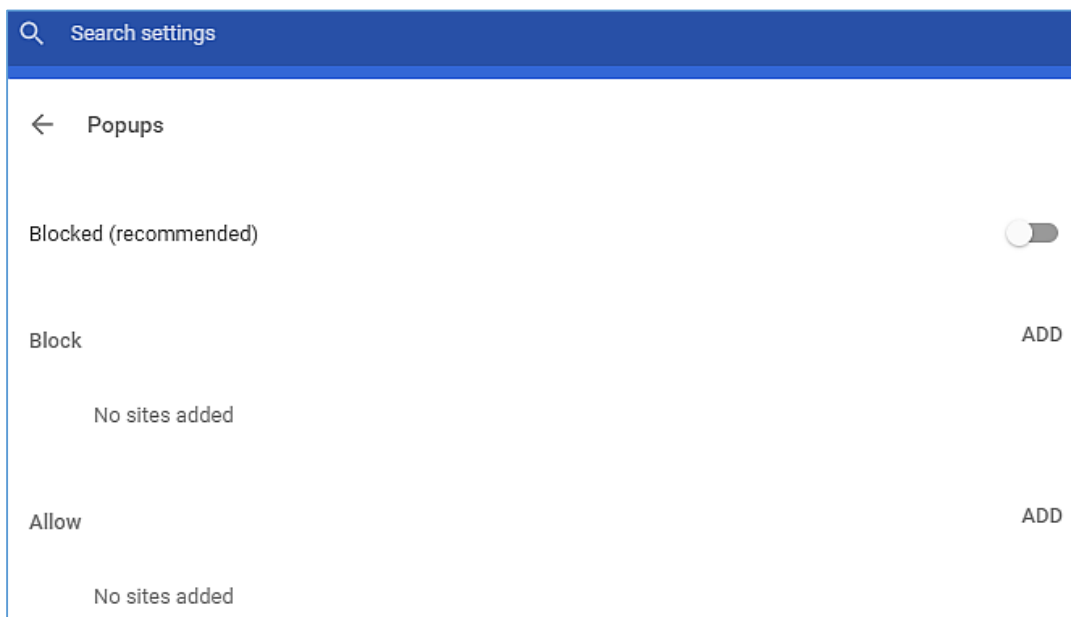 Search settings
Popups
Blocked (recommended)
Block
ADD
No sites added
Allow
ADD
No sites added